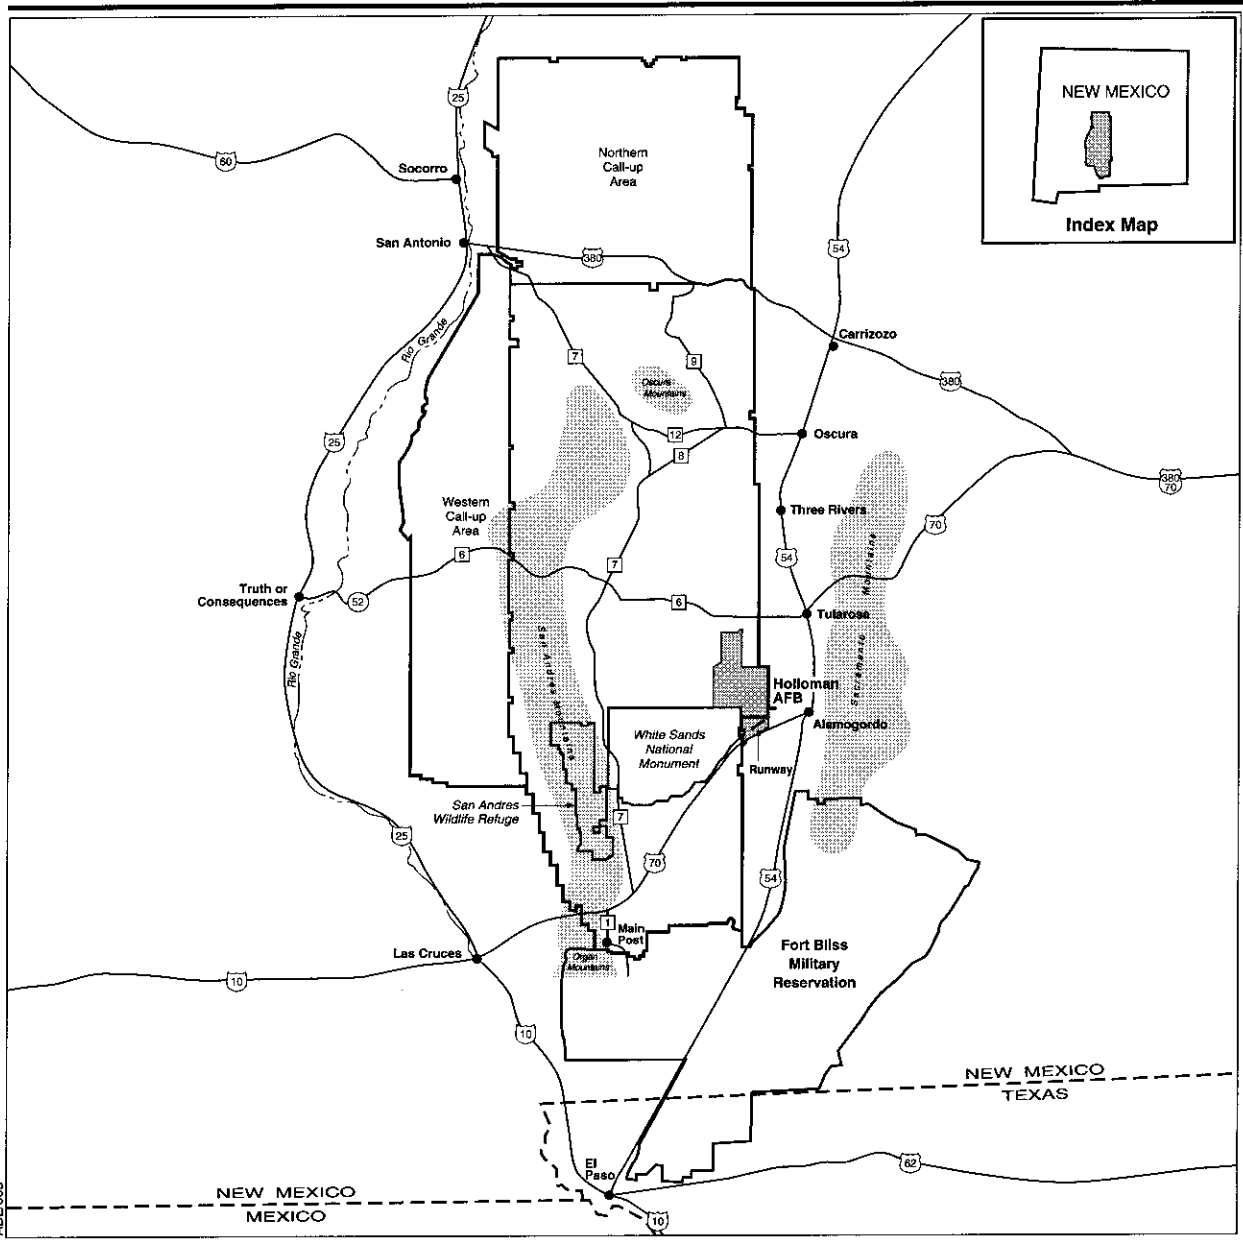 NEW MEXICO
Index Map
25
60
Socorro
Northern
Call-up
Area
San Antonio
380
54
Rio Grande
7
9
Carrizozo
Oscura
Mountains
380
25
12
Oscura
8
380
70
Western
Call-up
Area
Three Rivers
70
6
54
7
Truth or
Consequences
52
6
Tularosa
Sacramento Mountains
San Andres Mountains
Rio Grande
Holloman
AFB
Alamogordo
White Sands
National
Monument
Runway
San Andres
Wildlife Refuge
7
25
70
54
1
Main
Post
Las Cruces
Organ
Mountains
Fort Bliss
Military
Reservation
10
10
NEW MEXICO
TEXAS
El
Paso
62
NEW MEXICO
MEXICO
10